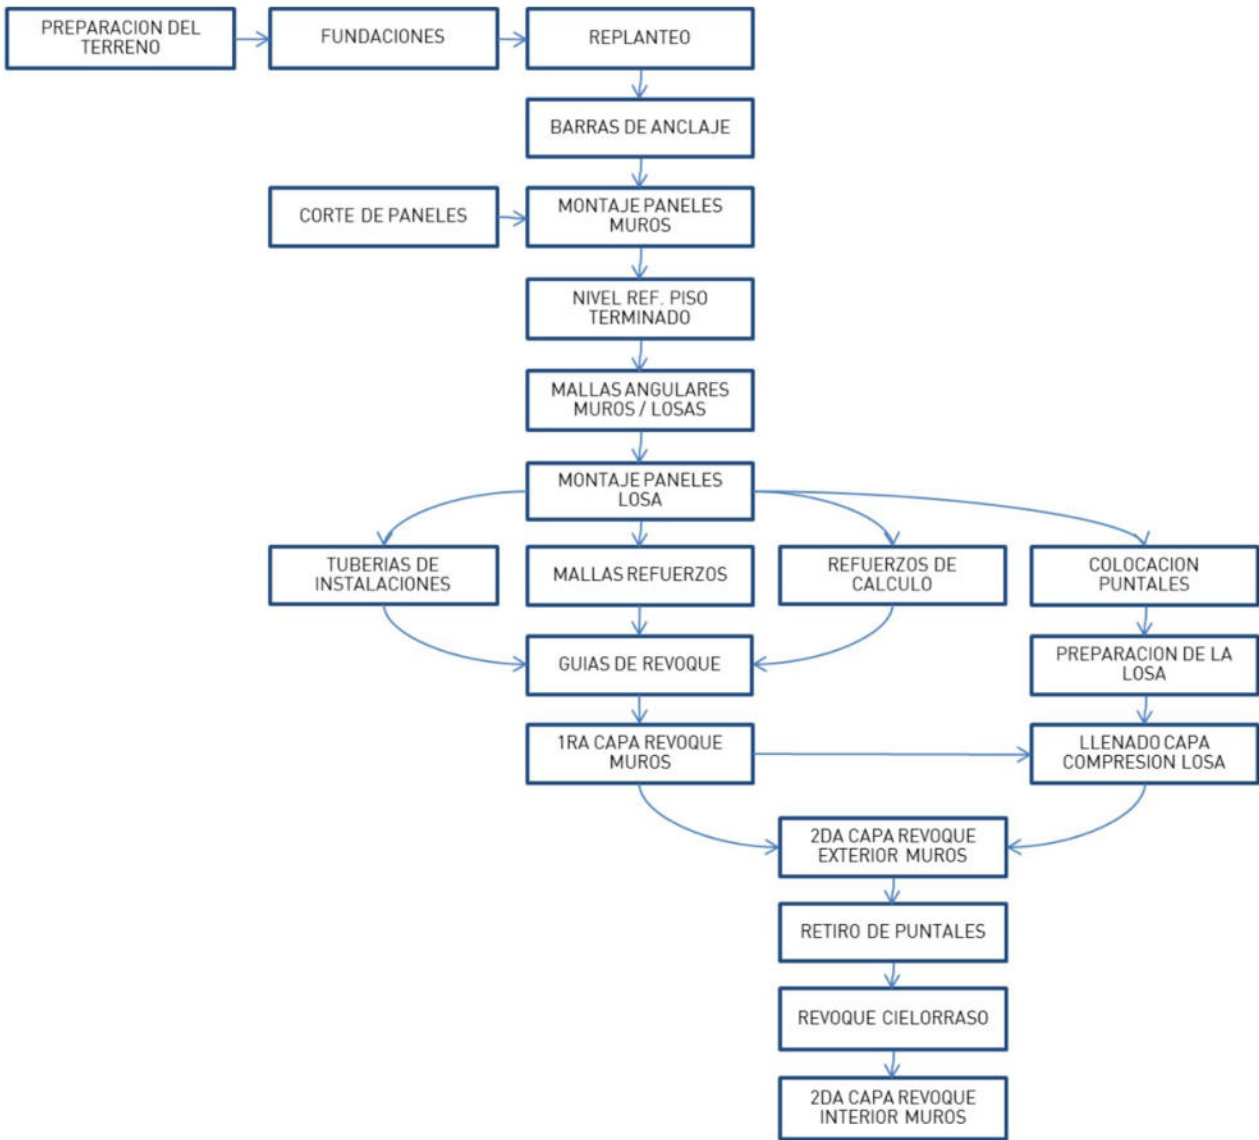 PREPARACION DEL
TERRENO
FUNDACIONES
REPLANTEO
BARRAS DE ANCLAJE
CORTE DE PANELES
MONTAJE PANELES
MUROS
NIVEL REF. PISO
TERMINADO
MALLAS ANGULARES
MUROS / LOSAS
MONTAJE PANELES
LOSA
TUBERIAS DE
INSTALACIONES
MALLAS REFUERZOS
REFUERZOS DE
CALCULO
COLOCACION
PUNTALES
GUIAS DE REVOQUE
PREPARACION DE LA
LOSA
1RA CAPA REVOQUE
MUROS
LLENADO CAPA
COMPRESION LOSA
2DA CAPA REVOQUE
EXTERIOR MUROS
RETIRO DE PUNTALES
REVOQUE CIELORRASO
2DA CAPA REVOQUE
INTERIOR MUROS